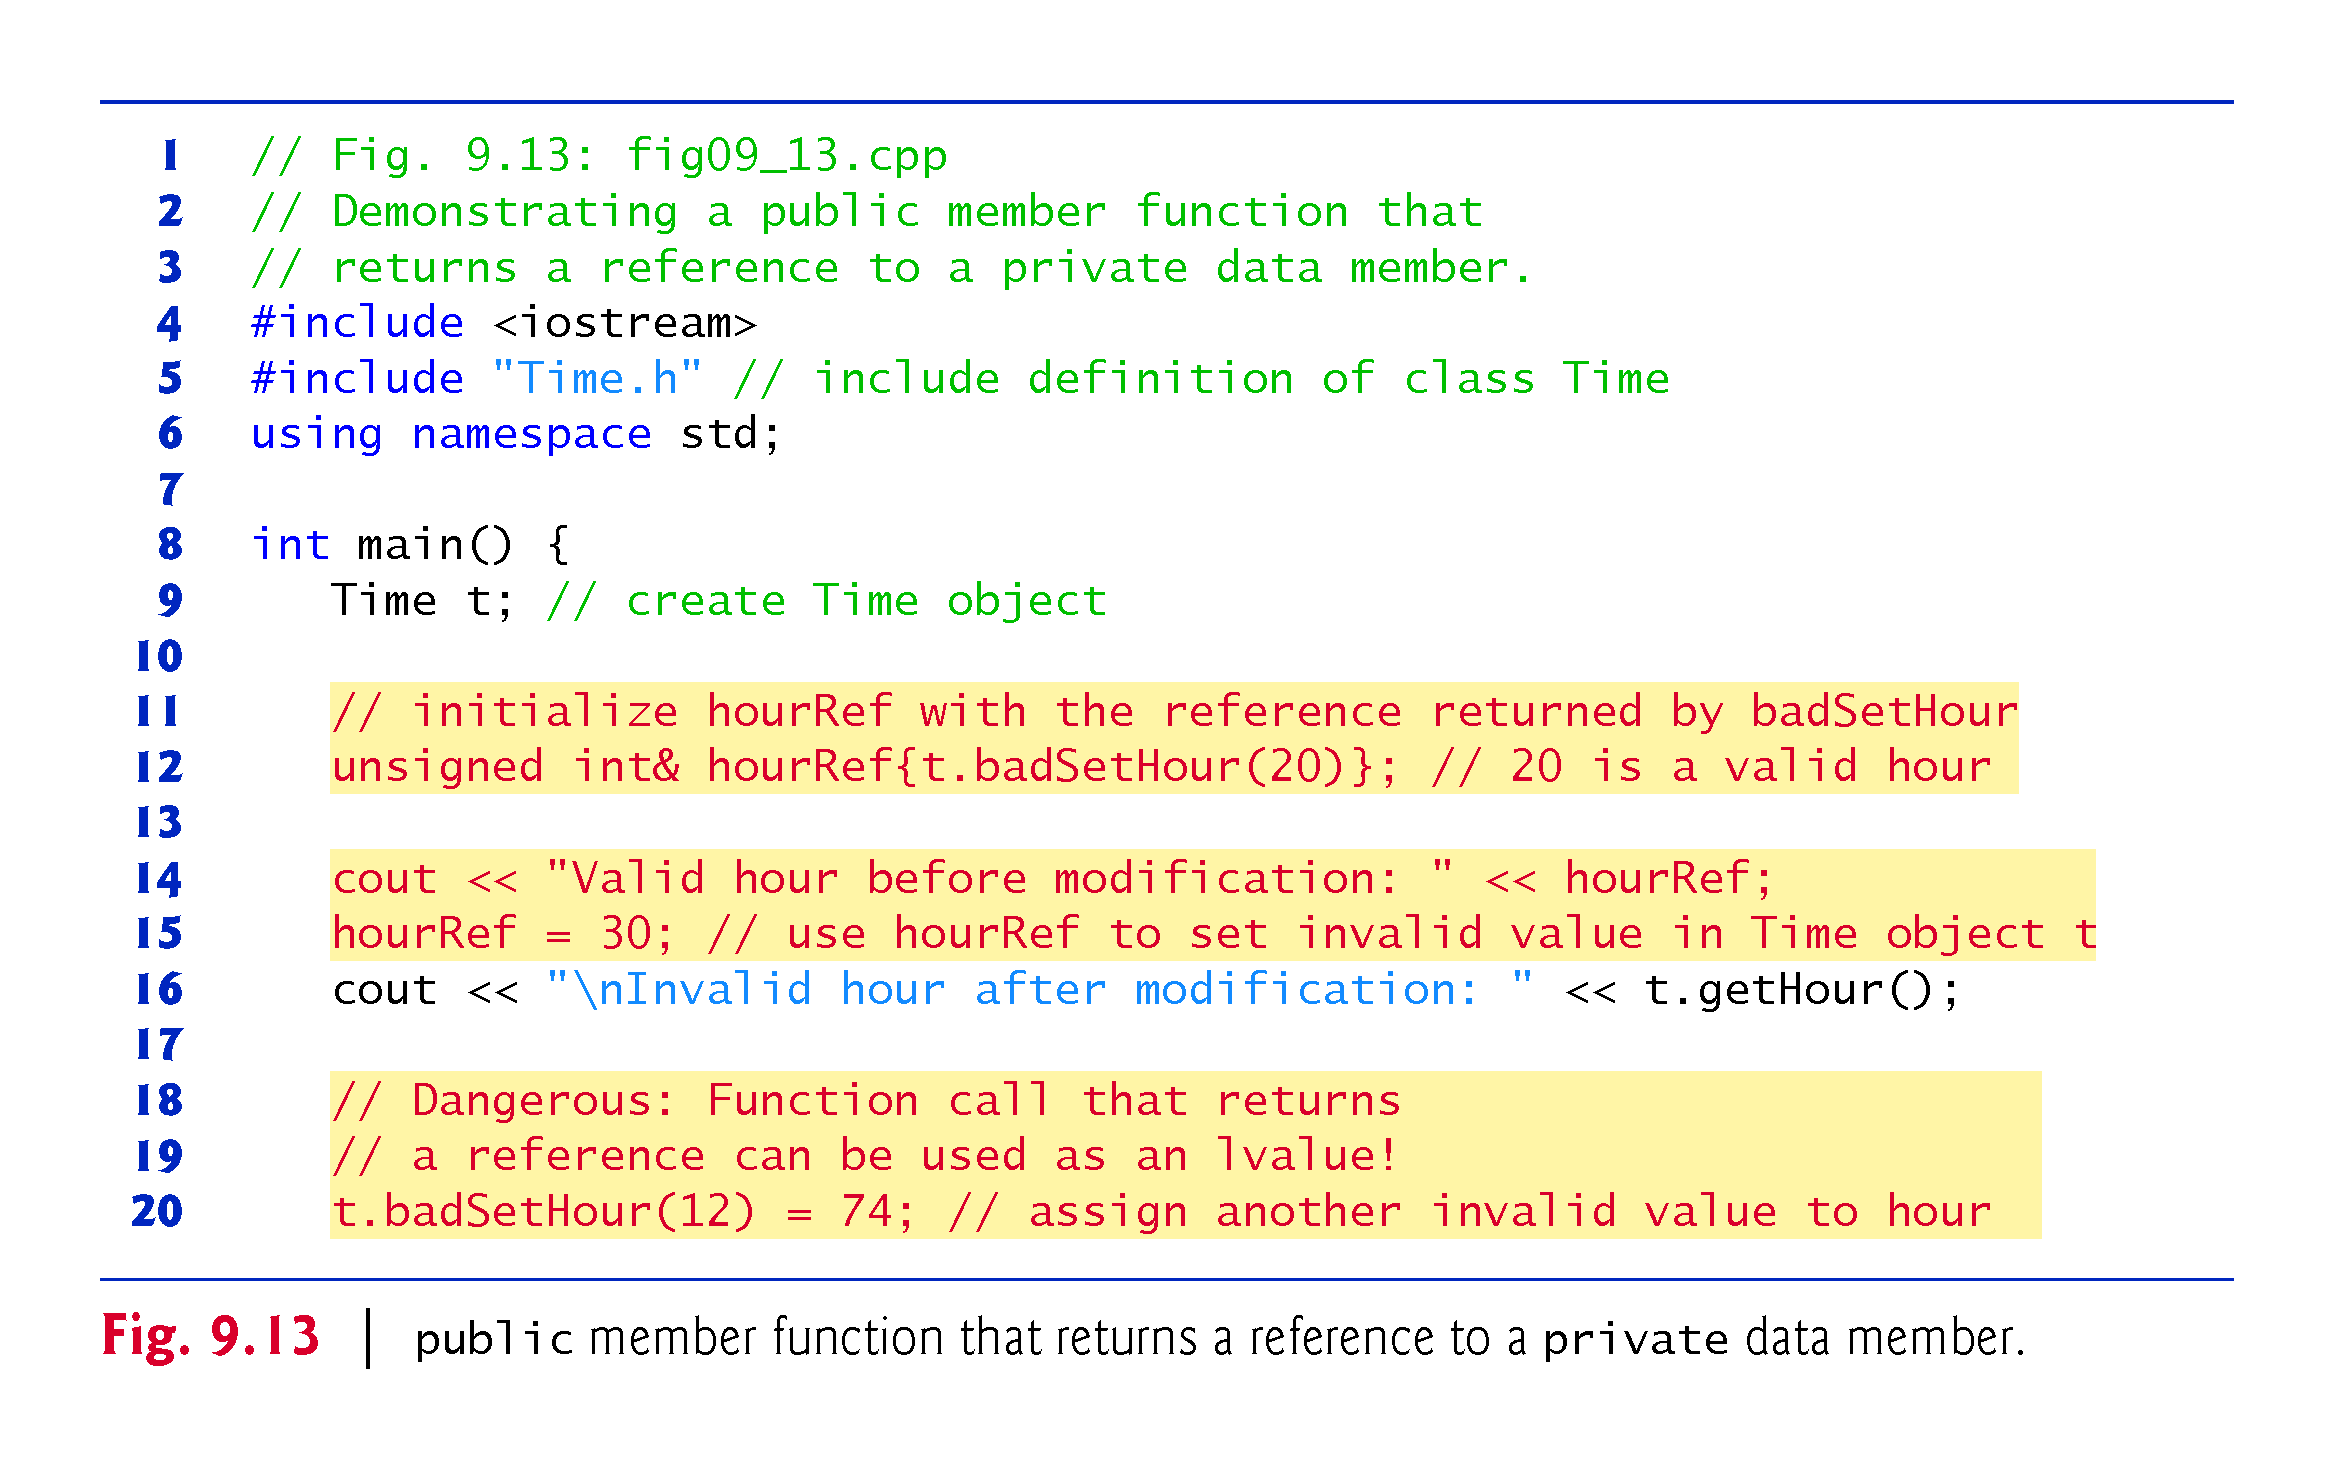 1 // Fig. 9.13: fig09_13.cpp
2 // Demonstrating a public member function that
3 // returns a reference to a private data member.
4 #include <iostream>
5 #include "Time.h" // include definition of class Time
6 using namespace std;
7
8 int main() {
9    Time t; // create Time object
10
11    // initialize hourRef with the reference returned by badSetHour
12    unsigned int& hourRef{t.badSetHour(20)}; // 20 is a valid hour
13
14    cout << "Valid hour before modification: " << hourRef;
15    hourRef = 30; // use hourRef to set invalid value in Time object t
16    cout << "\nInvalid hour after modification: " << t.getHour();
17
18    // Dangerous: Function call that returns
19    // a reference can be used as an lvalue!
20    t.badSetHour(12) = 74; // assign another invalid value to hour
Fig. 9.13 | public member function that returns a reference to a private data member.